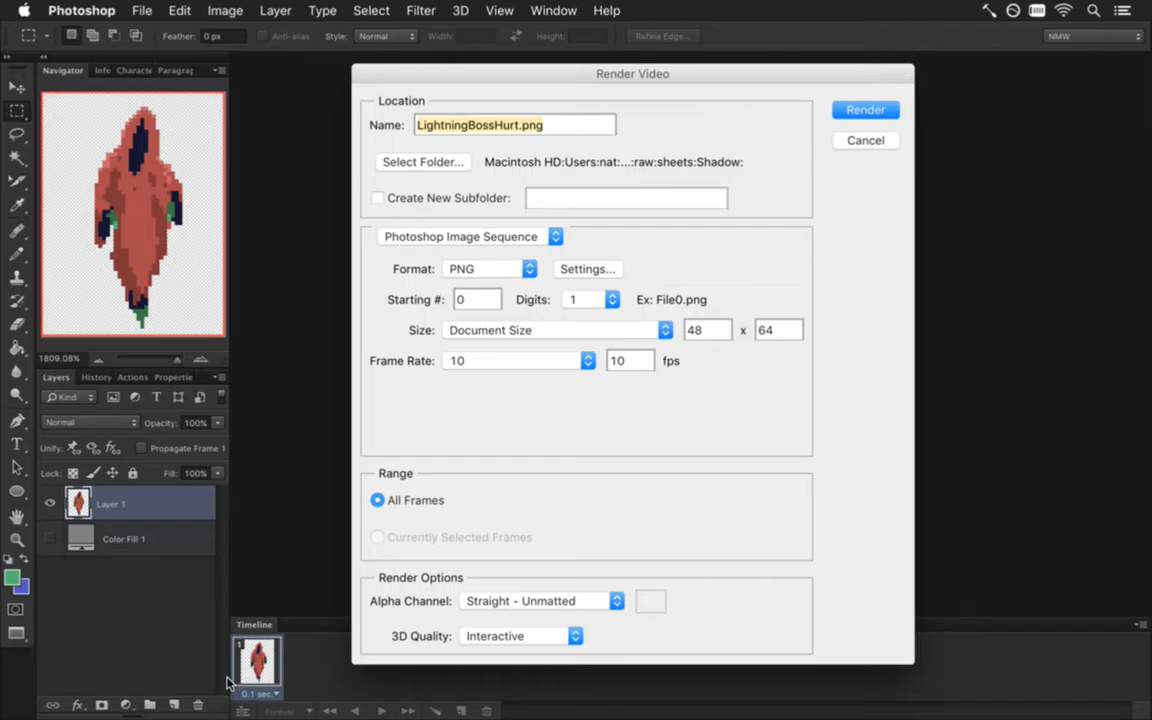 Photoshop File Edit Image Layer Type Select Filter 3D View Window Help
Feather: 0 px Anti-alias Style: Normal Width: Height: Refine Edge... NMW
Navigator Info Characte Paragraı
Render Video
Location
Name: LightningBossHurt.png
Render
Select Folder... Macintosh HD:Users:nat:...:raw:sheets:Shadow:
Cancel
Create New Subfolder:
Photoshop Image Sequence
Format: PNG Settings...
Starting #: 0 Digits: 1 Ex: File0.png
Size: Document Size 48 x 64
Frame Rate: 10 10 fps
Range
All Frames
Currently Selected Frames
Render Options
Alpha Channel: Straight - Unmatted
3D Quality: Interactive
1809.08%
Layers History Actions Propertie
Kind
Normal Opacity: 100%
Unify: Propagate Frame 1
Lock: Fill: 100%
Layer 1
Color Fill 1
fx
Timeline
1
0.1 sec.
Forever